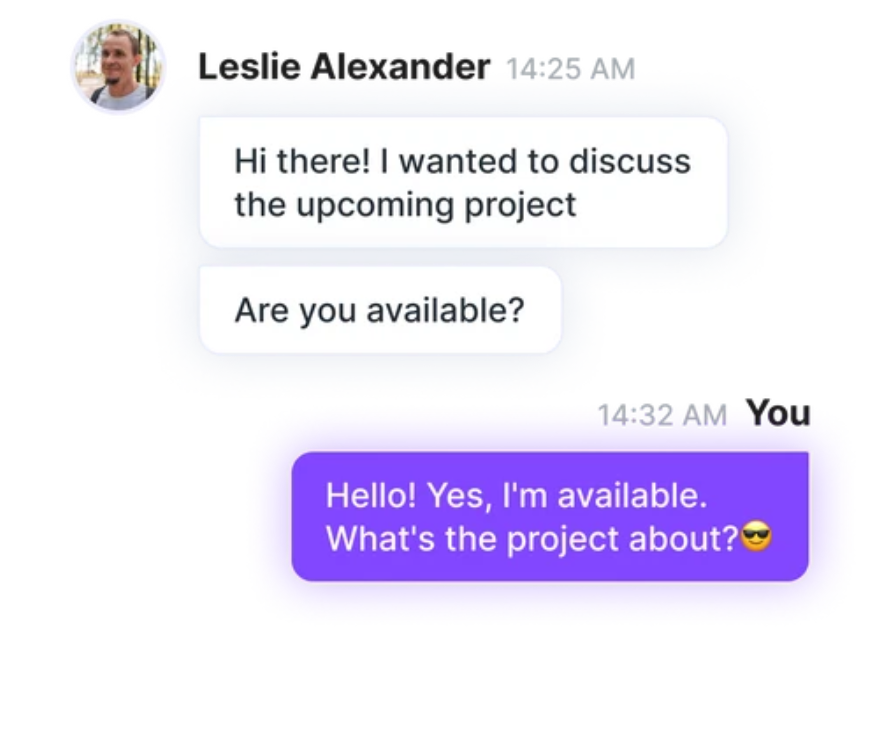 Leslie Alexander 14:25 AM
Hi there! I wanted to discuss
the upcoming project
Are you available?
14:32 AM You
Hello! Yes, I'm available.
What's the project about?😎